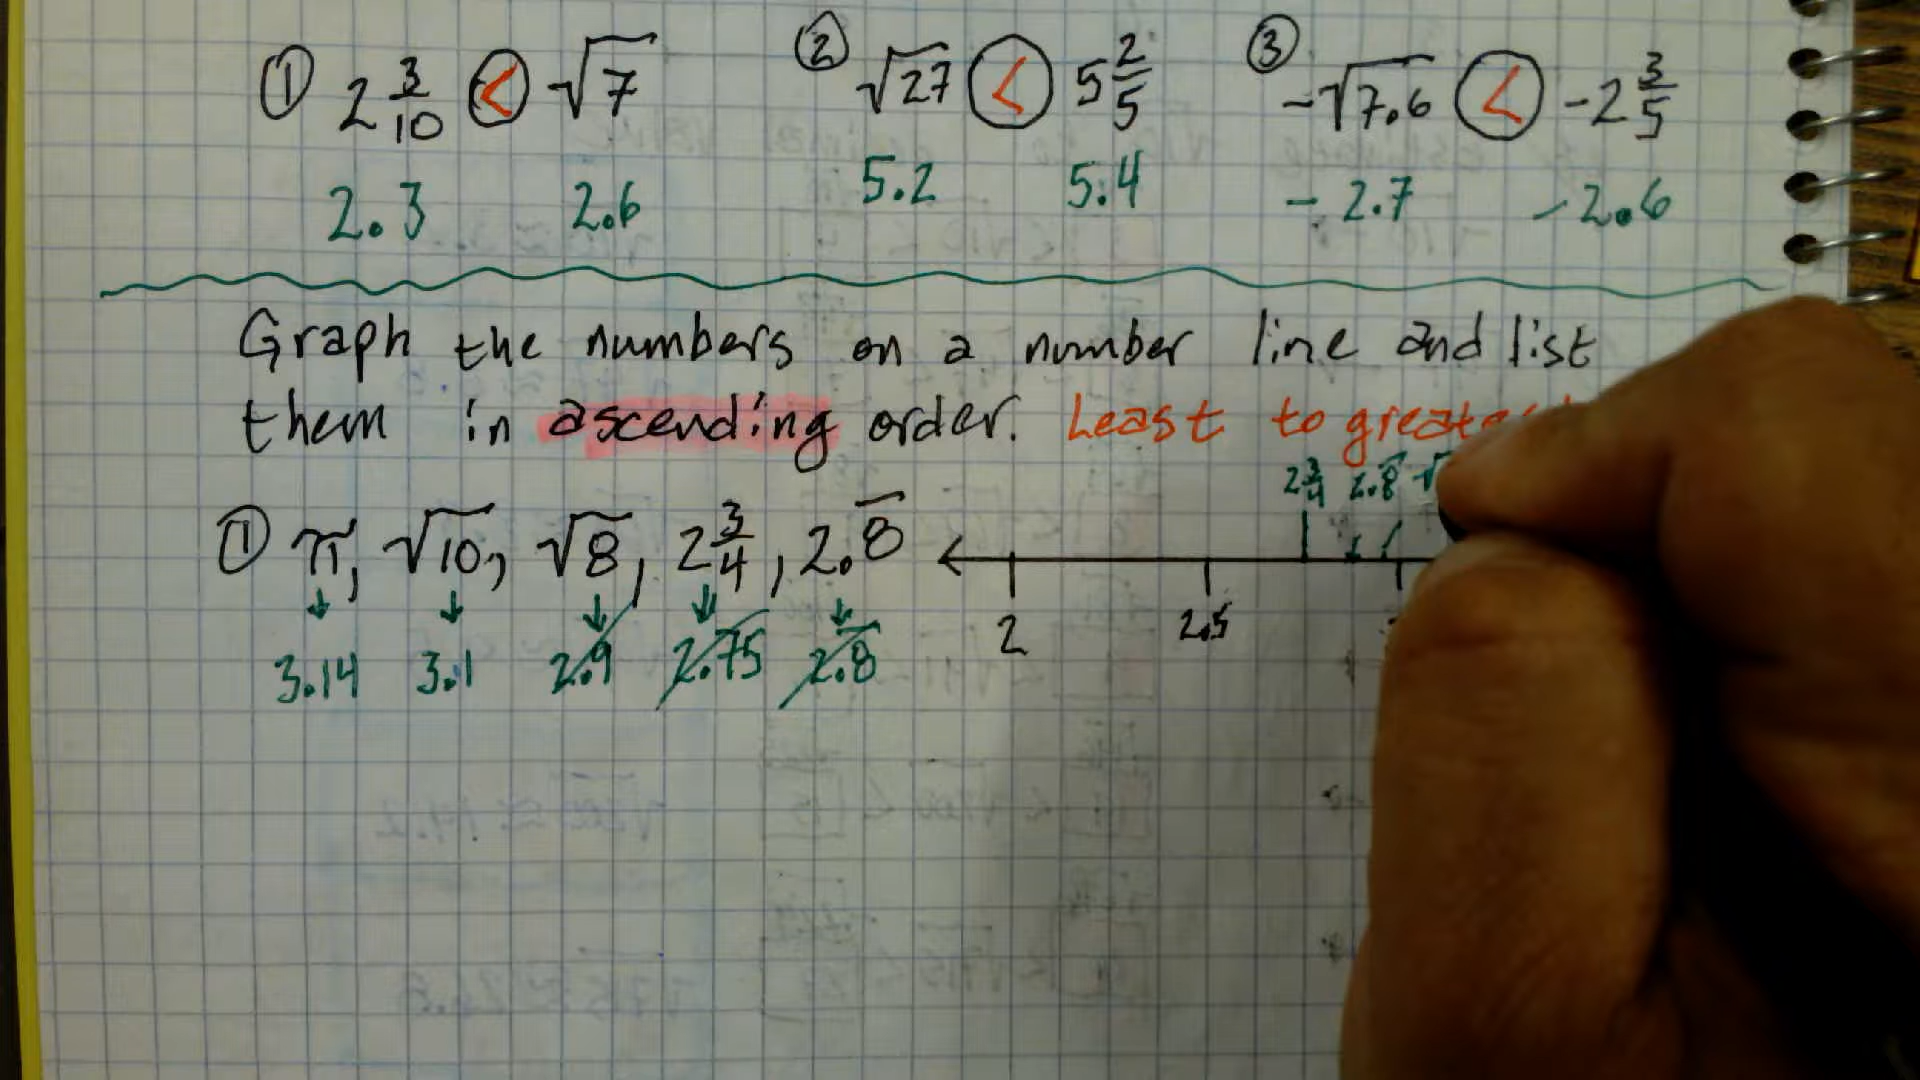 ① 2 3/10 < √7 ② √27 < 5 2/5 ③ -√7.6 < -2 3/5
2.3 2.6 5.2 5.4 - 2.7 -2.6
Graph the numbers on a number line and list
them in ascending order. Least to greate
2 3/4 2.8̅ √
① π, √10, √8, 2 3/4, 2.8̅
2 2.5
3.14 3.1 2.9 2.75 2.8̅